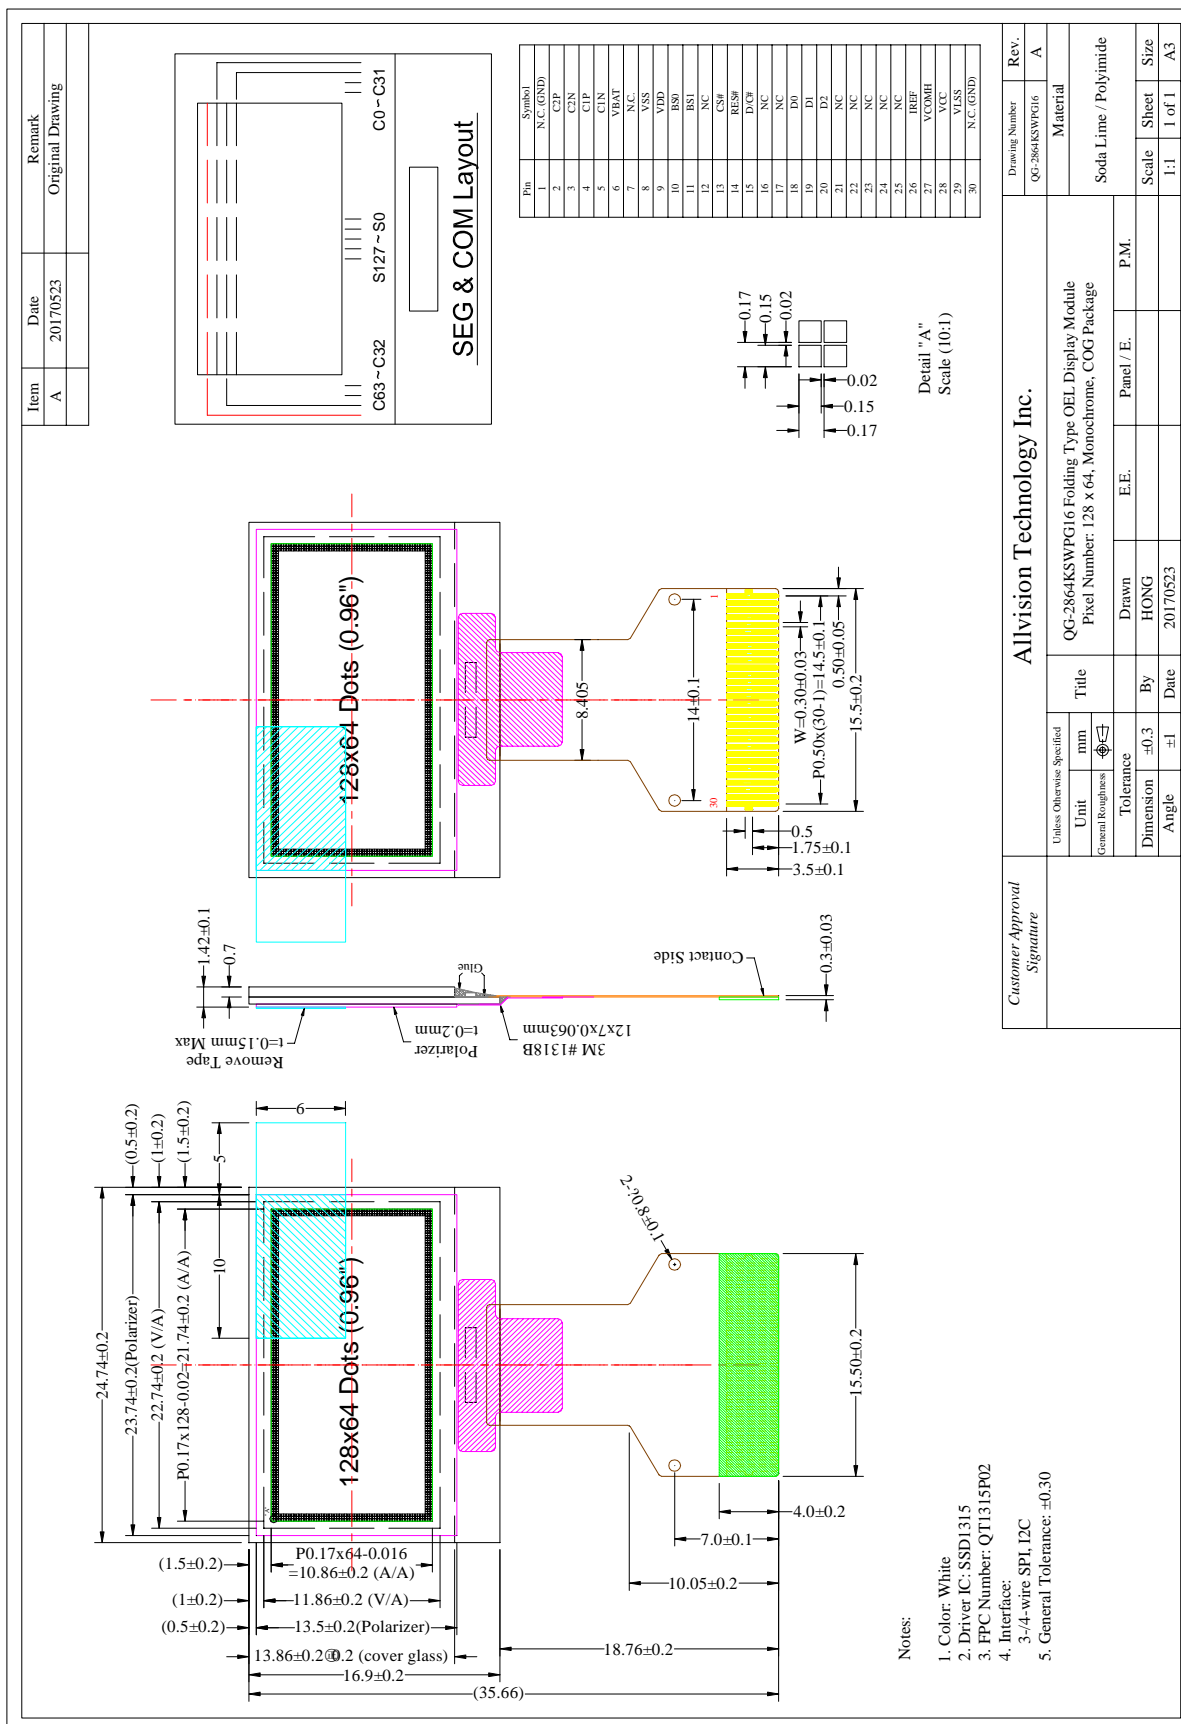 Item Date Remark
A 20170523 Original Drawing
C63 ~ C32 S127 ~ S0 C0 ~ C31
SEG & COM Layout
Pin Symbol
1 N.C. (GND)
2 C2P
3 C2N
4 C1P
5 C1N
6 VBAT
7 N.C.
8 VSS
9 VDD
10 BS0
11 BS1
12 NC
13 CS#
14 RES#
15 D/C#
16 NC
17 NC
18 D0
19 D1
20 D2
21 NC
22 NC
23 NC
24 NC
25 NC
26 IREF
27 VCOMH
28 VCC
29 VLSS
30 N.C. (GND)
0.17
0.15
0.02
0.02
0.15
0.17
Detail "A"
Scale (10:1)
24.74±0.2
23.74±0.2(Polarizer)
22.74±0.2 (V/A)
P0.17x128-0.02=21.74±0.2 (A/A)
(0.5±0.2)
(1±0.2)
(1.5±0.2)
5
10
6
"A"
128x64 Dots (0.96")
(1.5±0.2)
(1±0.2)
(0.5±0.2)
P0.17x64-0.016
=10.86±0.2 (A/A)
11.86±0.2 (V/A)
13.5±0.2(Polarizer)
13.86±0.2 0.2 (cover glass)
16.9±0.2
(35.66)
18.76±0.2
10.05±0.2
7.0±0.1
4.0±0.2
15.50±0.2
2-?0.8±0.1
1.42±0.1
0.7
Remove Tape
t=0.15mm Max
Polarizer
t=0.2mm
3M #1318B
12x7x0.063mm
Glue
Contact Side
0.3±0.03
128x64 Dots (0.96")
8.405
14±0.1
30 1
W=0.30±0.03
P0.50x(30-1)=14.5±0.1
0.50±0.05
15.5±0.2
0.5
1.75±0.1
3.5±0.1
Notes:
1. Color: White
2. Driver IC: SSD1315
3. FPC Number: QT1315P02
4. Interface:
3-/4-wire SPI, I2C
5. General Tolerance: ±0.30
Customer Approval
Signature
Allvision Technology Inc.
Drawing Number Rev.
QG-2864KSWPG16 A
Unless Otherwise Specified
Unit mm
General Roughness
Tolerance
Dimension ±0.3
Angle ±1
Title
QG-2864KSWPG16 Folding Type OEL Display Module
Pixel Number: 128 x 64, Monochrome, COG Package
Material
Soda Lime / Polyimide
By Drawn E.E. Panel / E. P.M.
HONG
Date 20170523
Scale Sheet Size
1:1 1 of 1 A3